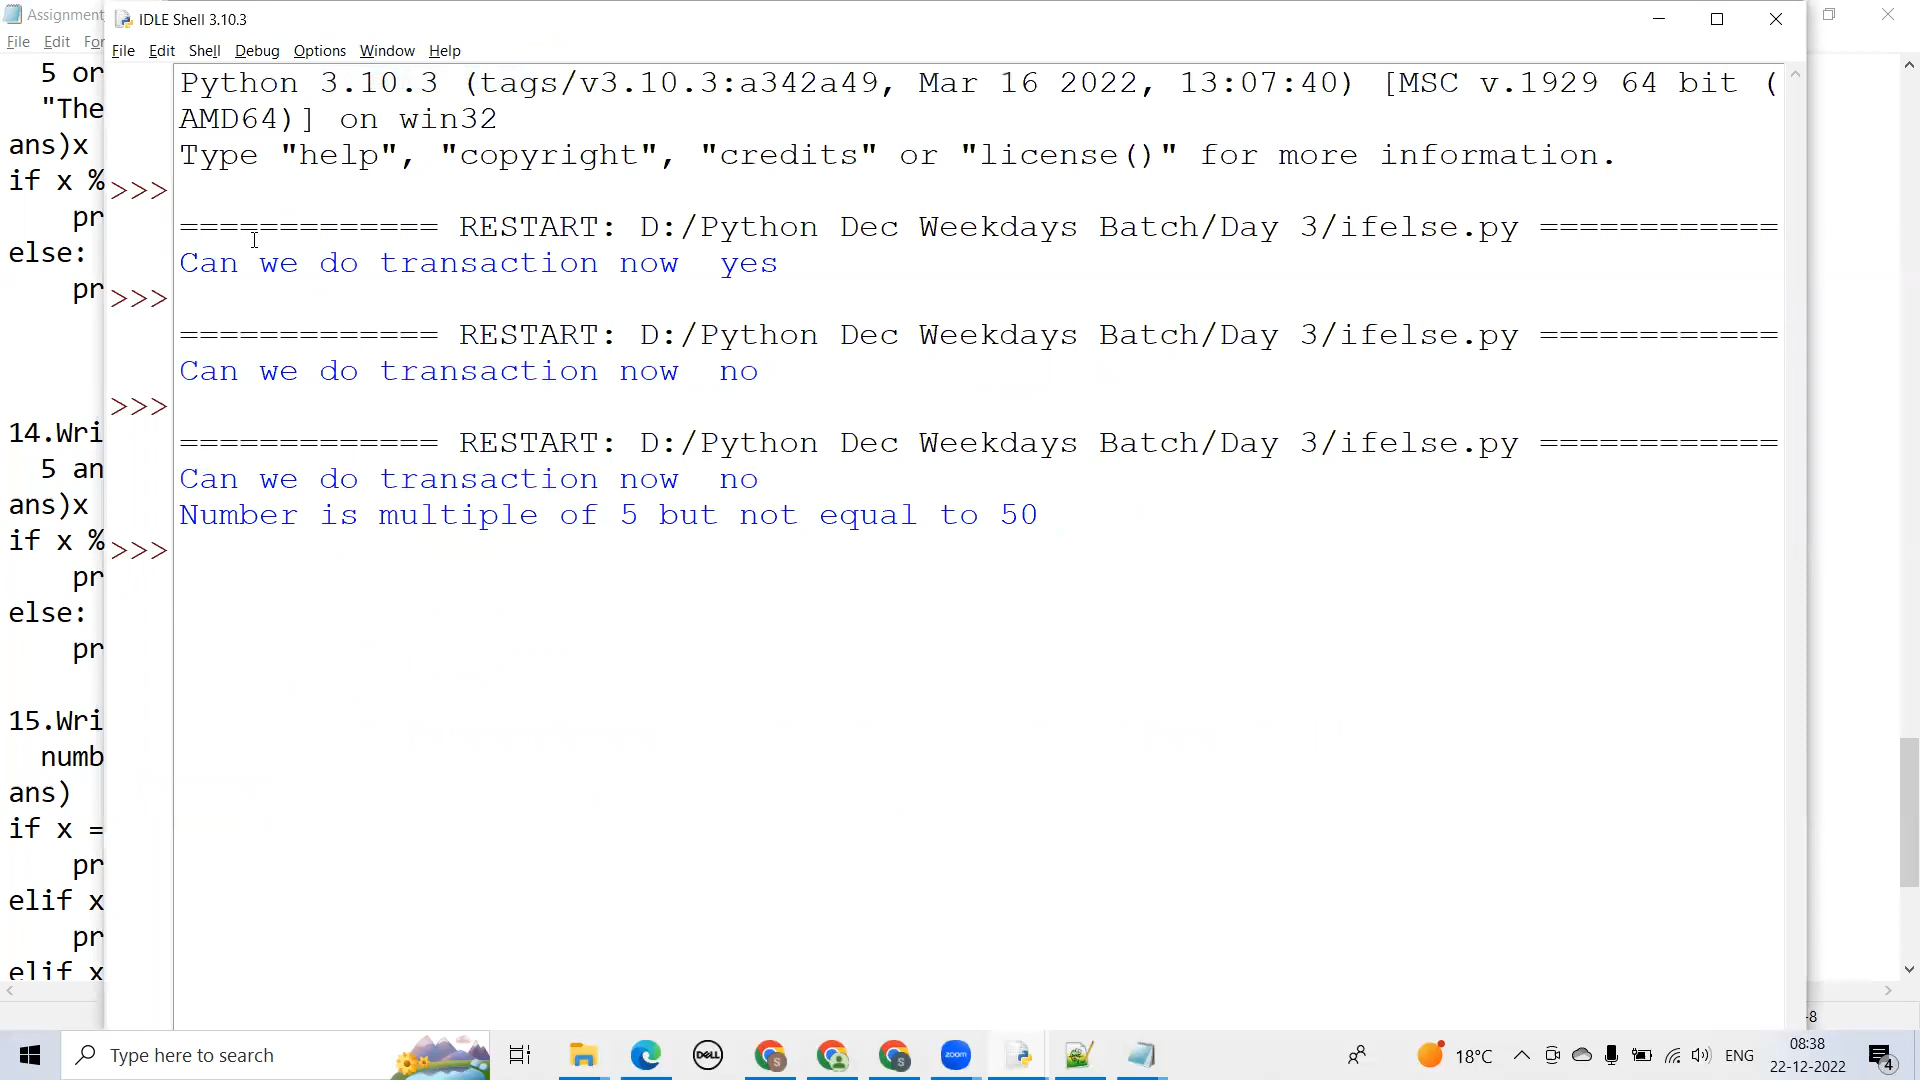 Assignment
File Edit For
5 or
"The
ans)x
if x %
pr
else:
pr
14.Wri
5 an
ans)x
if x %
pr
else:
pr
15.Wri
numb
ans)
if x =
pr
elif x
pr
elif x
IDLE Shell 3.10.3
File Edit Shell Debug Options Window Help
Python 3.10.3 (tags/v3.10.3:a342a49, Mar 16 2022, 13:07:40) [MSC v.1929 64 bit (
AMD64)] on win32
Type "help", "copyright", "credits" or "license()" for more information.
>>>
============= RESTART: D:/Python Dec Weekdays Batch/Day 3/ifelse.py ============
Can we do transaction now  yes
>>>
============= RESTART: D:/Python Dec Weekdays Batch/Day 3/ifelse.py ============
Can we do transaction now  no
>>>
============= RESTART: D:/Python Dec Weekdays Batch/Day 3/ifelse.py ============
Can we do transaction now  no
Number is multiple of 5 but not equal to 50
>>>
-8
Type here to search
DELL
S
S
zoom
18°C
ENG
08:38
22-12-2022
4